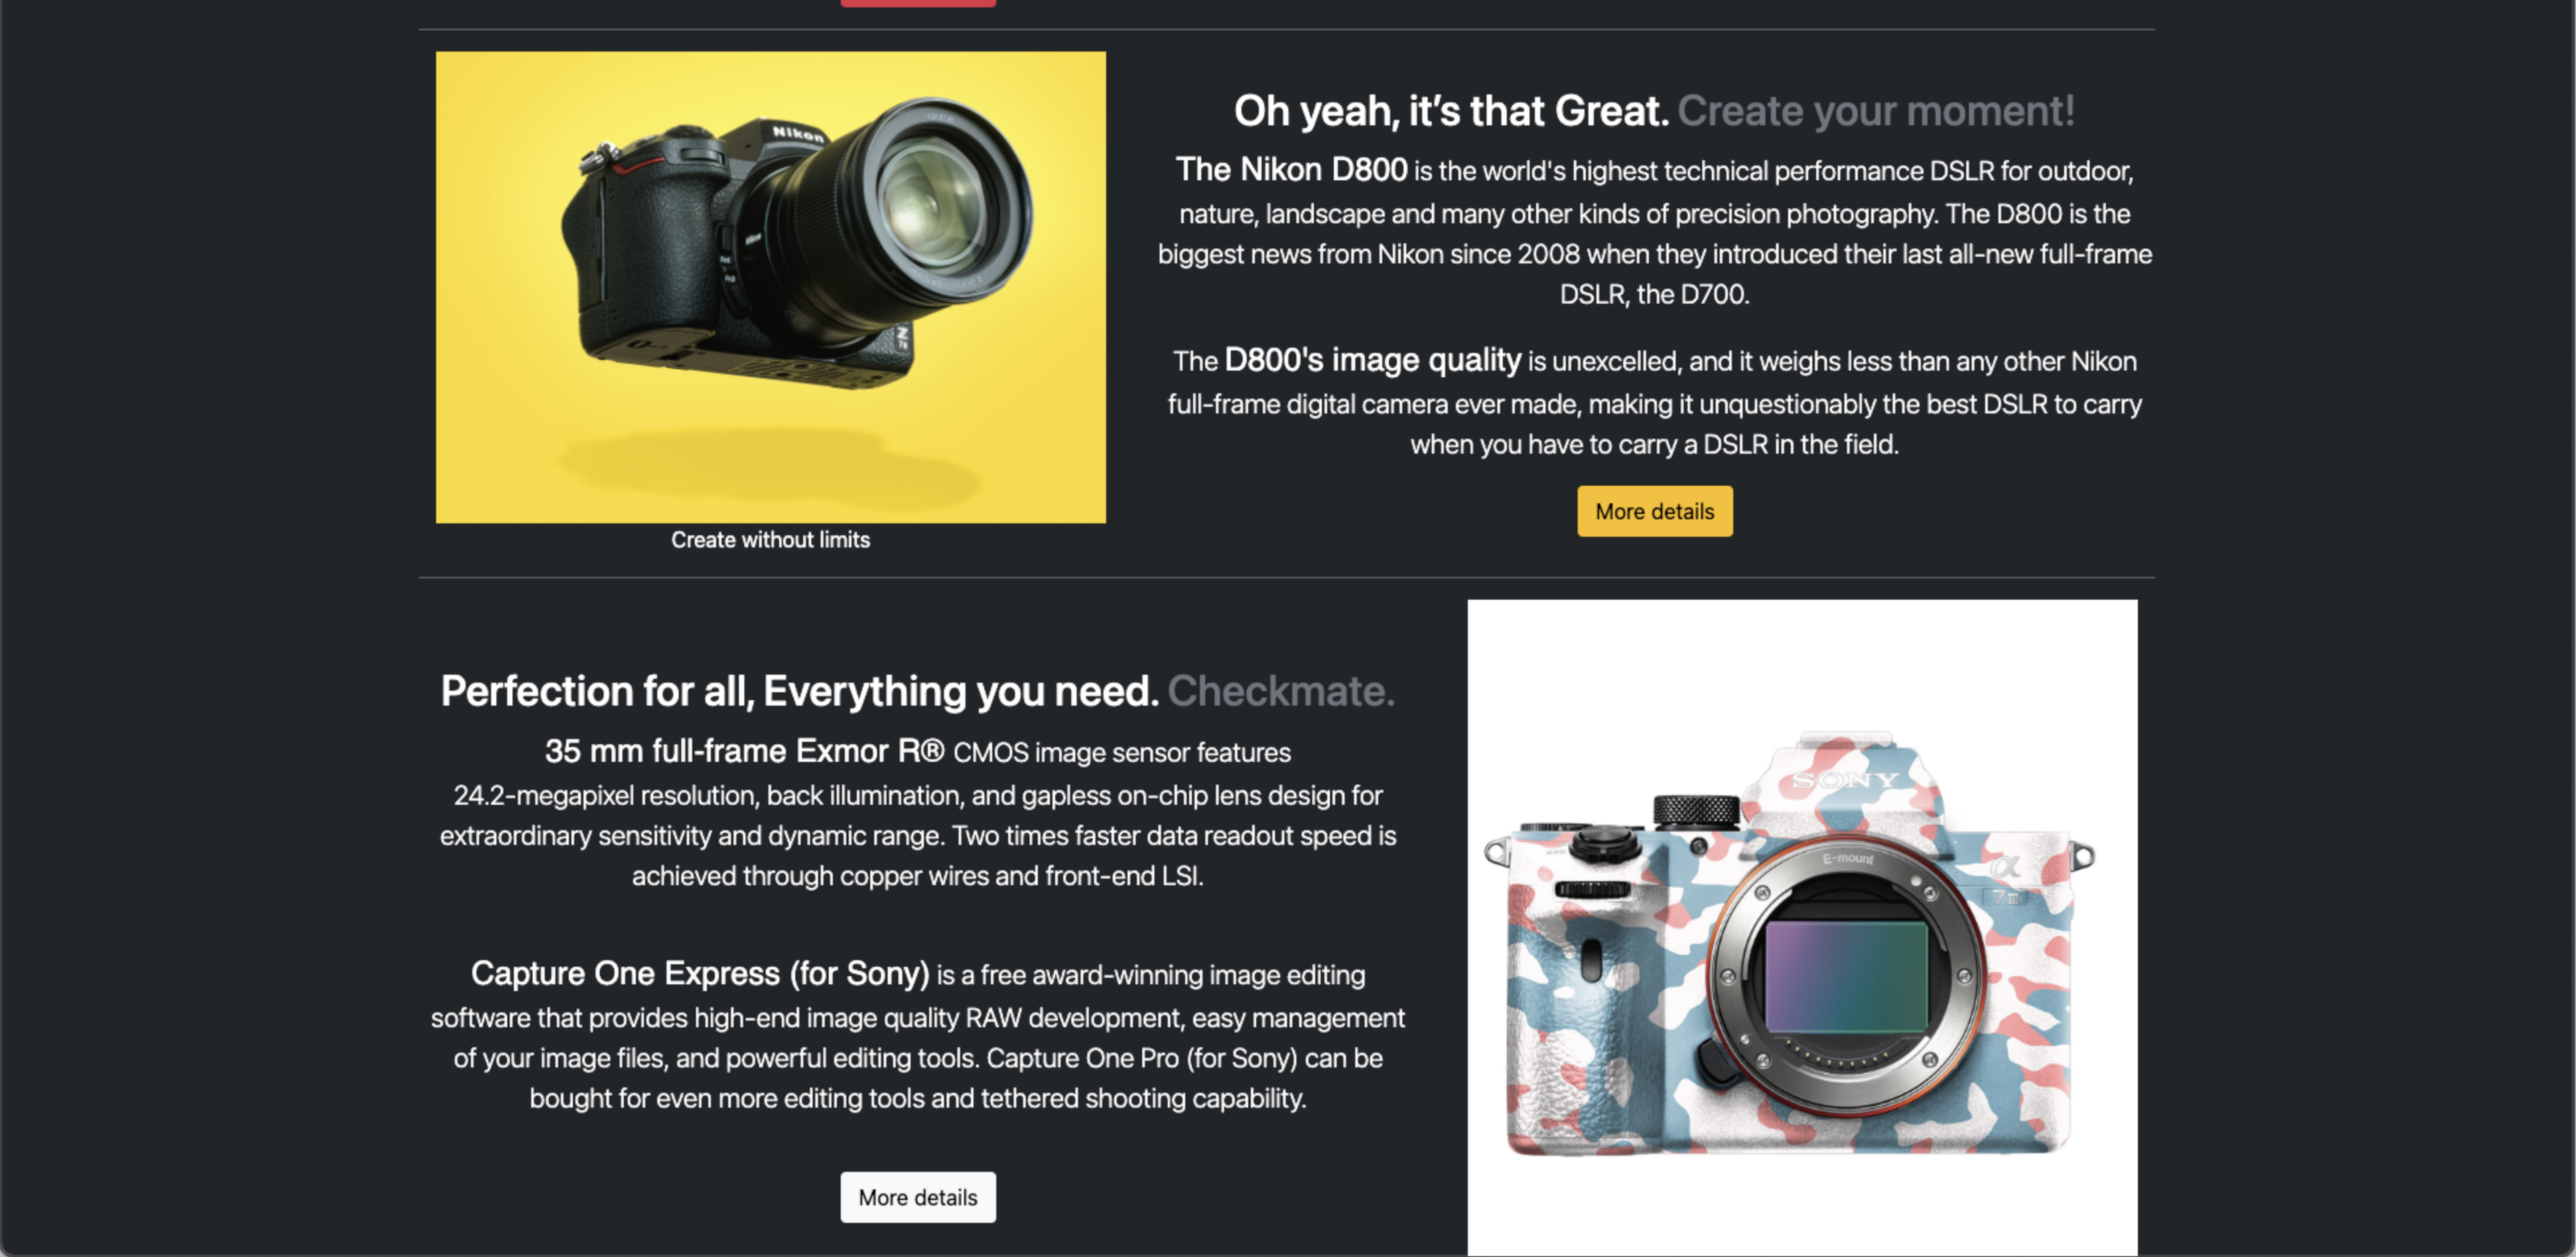 Nikon
Nikon
Z
7II
Create without limits
Oh yeah, it's that Great. Create your moment!
The Nikon D800 is the world's highest technical performance DSLR for outdoor,
nature, landscape and many other kinds of precision photography. The D800 is the
biggest news from Nikon since 2008 when they introduced their last all-new full-frame
DSLR, the D700.
The D800's image quality is unexcelled, and it weighs less than any other Nikon
full-frame digital camera ever made, making it unquestionably the best DSLR to carry
when you have to carry a DSLR in the field.
More details
Perfection for all, Everything you need. Checkmate.
35 mm full-frame Exmor R® CMOS image sensor features
24.2-megapixel resolution, back illumination, and gapless on-chip lens design for
extraordinary sensitivity and dynamic range. Two times faster data readout speed is
achieved through copper wires and front-end LSI.
Capture One Express (for Sony) is a free award-winning image editing
software that provides high-end image quality RAW development, easy management
of your image files, and powerful editing tools. Capture One Pro (for Sony) can be
bought for even more editing tools and tethered shooting capability.
More details
SONY
E-mount
α
7III